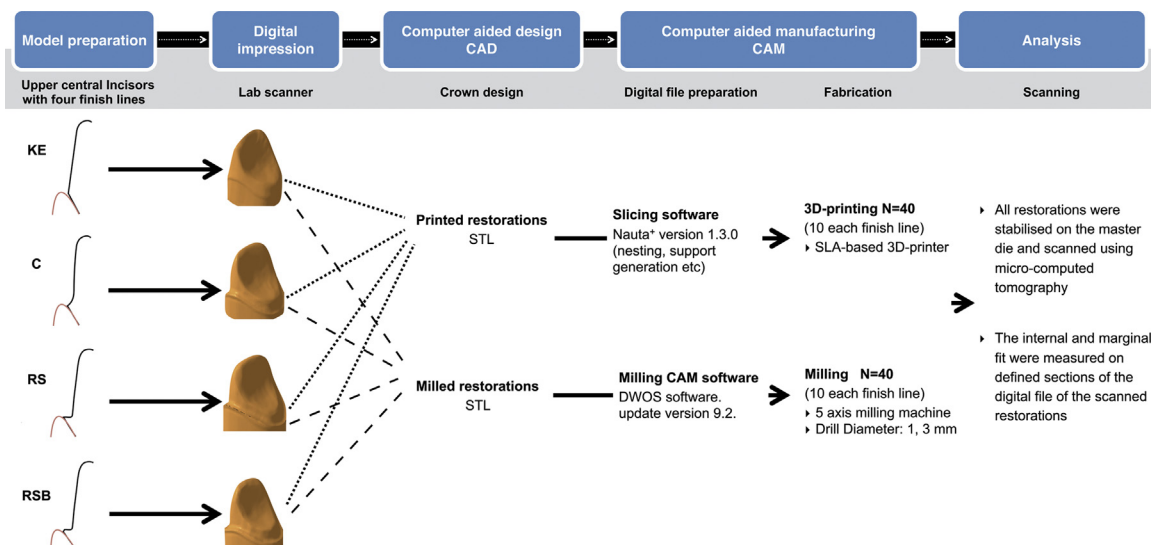 Model preparation
Digital
impression
Computer aided design
CAD
Computer aided manufacturing
CAM
Analysis
Upper central Incisors
with four finish lines
Lab scanner
Crown design
Digital file preparation
Fabrication
Scanning
KE
C
RS
RSB
Printed restorations
STL
Slicing software
Nauta⁺ version 1.3.0
(nesting, support
generation etc)
3D-printing N=40
(10 each finish line)
‣ SLA-based 3D-printer
Milled restorations
STL
Milling CAM software
DWOS software.
update version 9.2.
Milling N=40
(10 each finish line)
‣ 5 axis milling machine
‣ Drill Diameter: 1, 3 mm
‣ All restorations were
stabilised on the master
die and scanned using
micro-computed
tomography
‣ The internal and marginal
fit were measured on
defined sections of the
digital file of the scanned
restorations